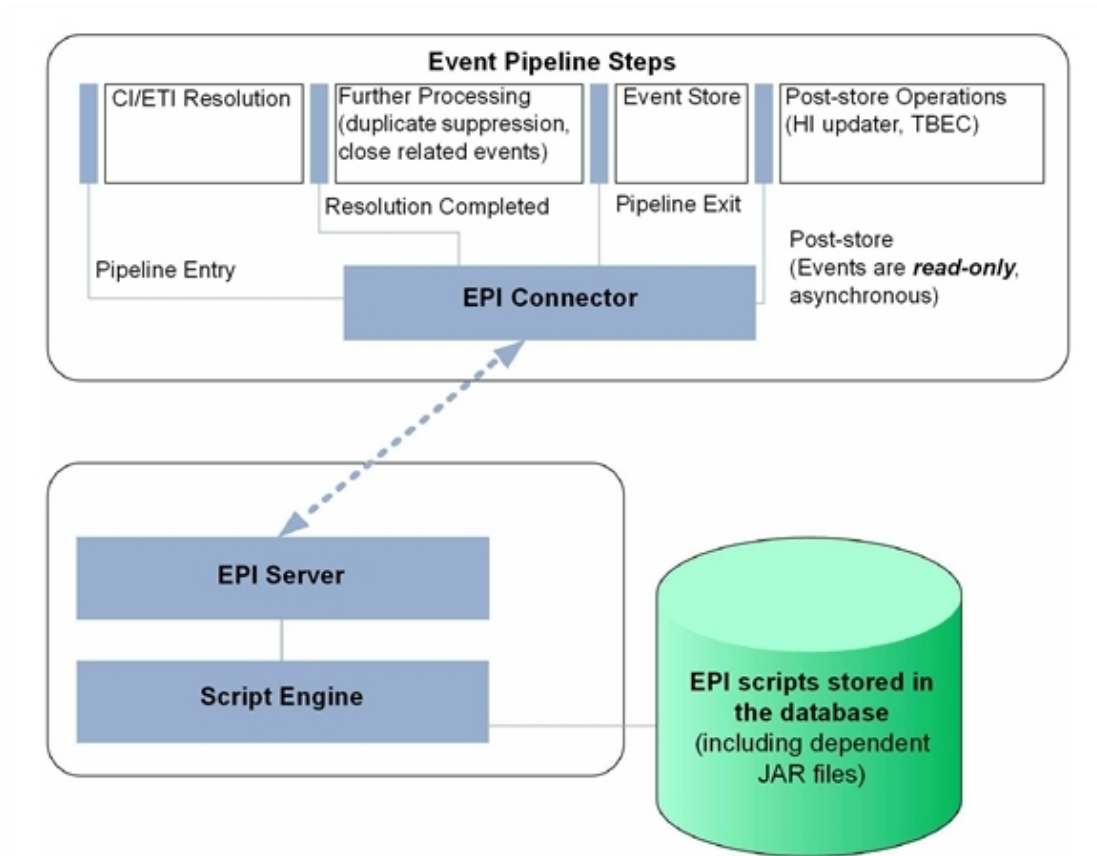 Event Pipeline Steps
CI/ETI Resolution
Further Processing
(duplicate suppression,
close related events)
Event Store
Post-store Operations
(HI updater, TBEC)
Resolution Completed
Pipeline Exit
Pipeline Entry
Post-store
(Events are read-only,
asynchronous)
EPI Connector
EPI Server
Script Engine
EPI scripts stored in
the database
(including dependent
JAR files)